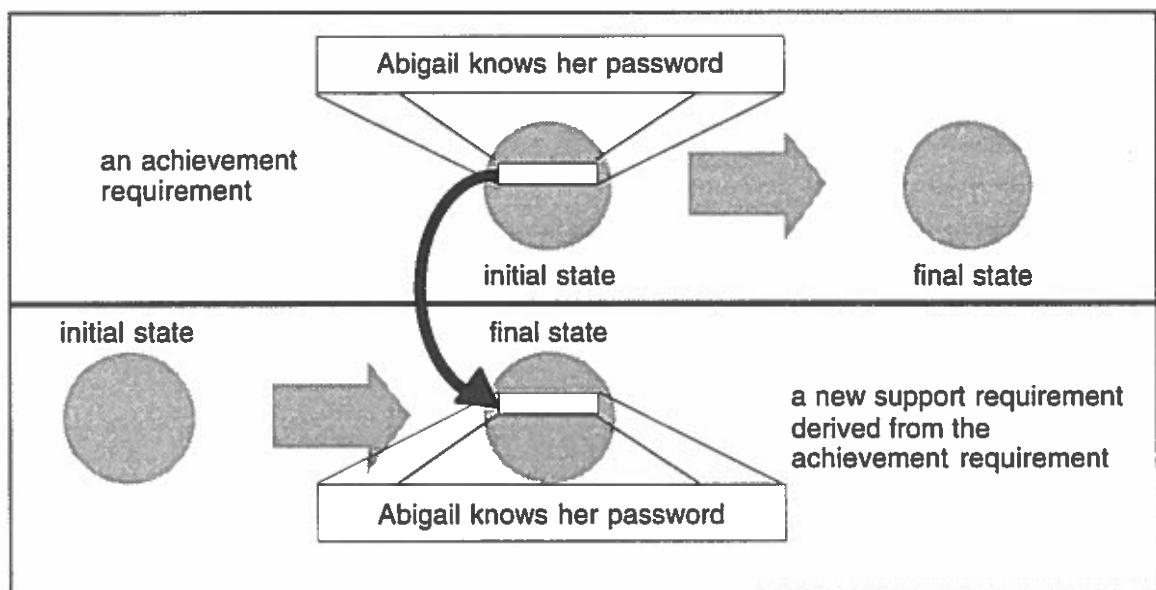 Abigail knows her password
an achievement
requirement
initial state
final state
initial state
final state
a new support requirement
derived from the
achievement requirement
Abigail knows her password